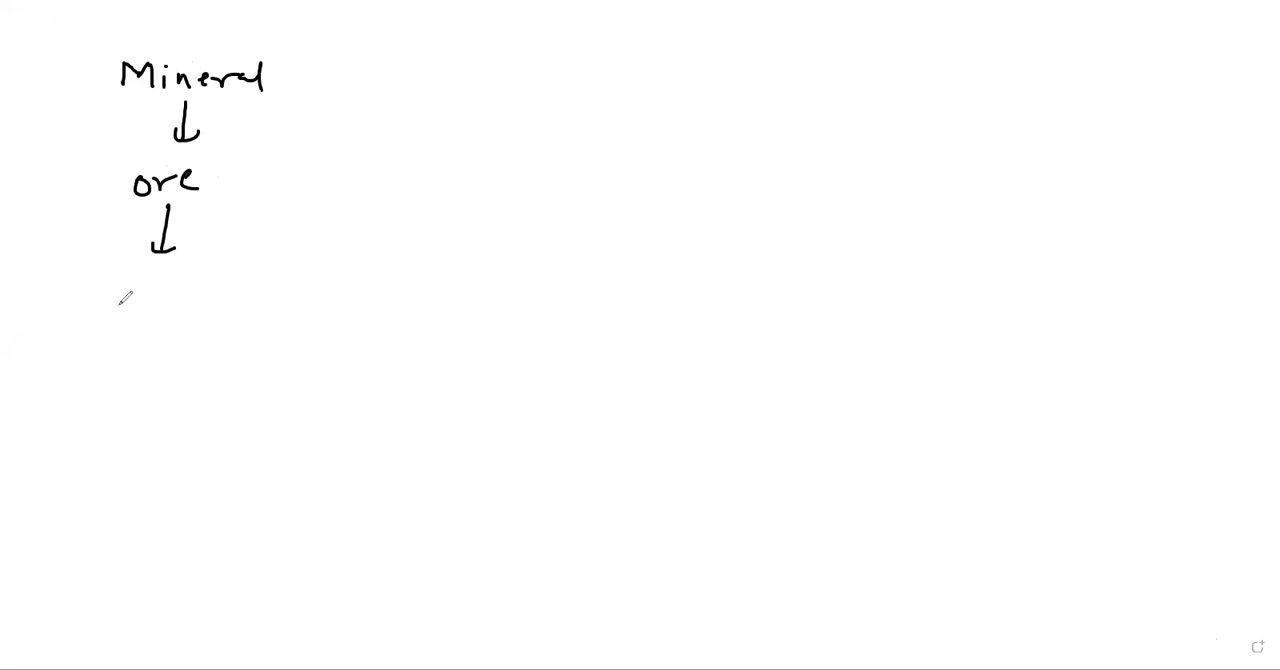 Mineral
↓
ore
↓